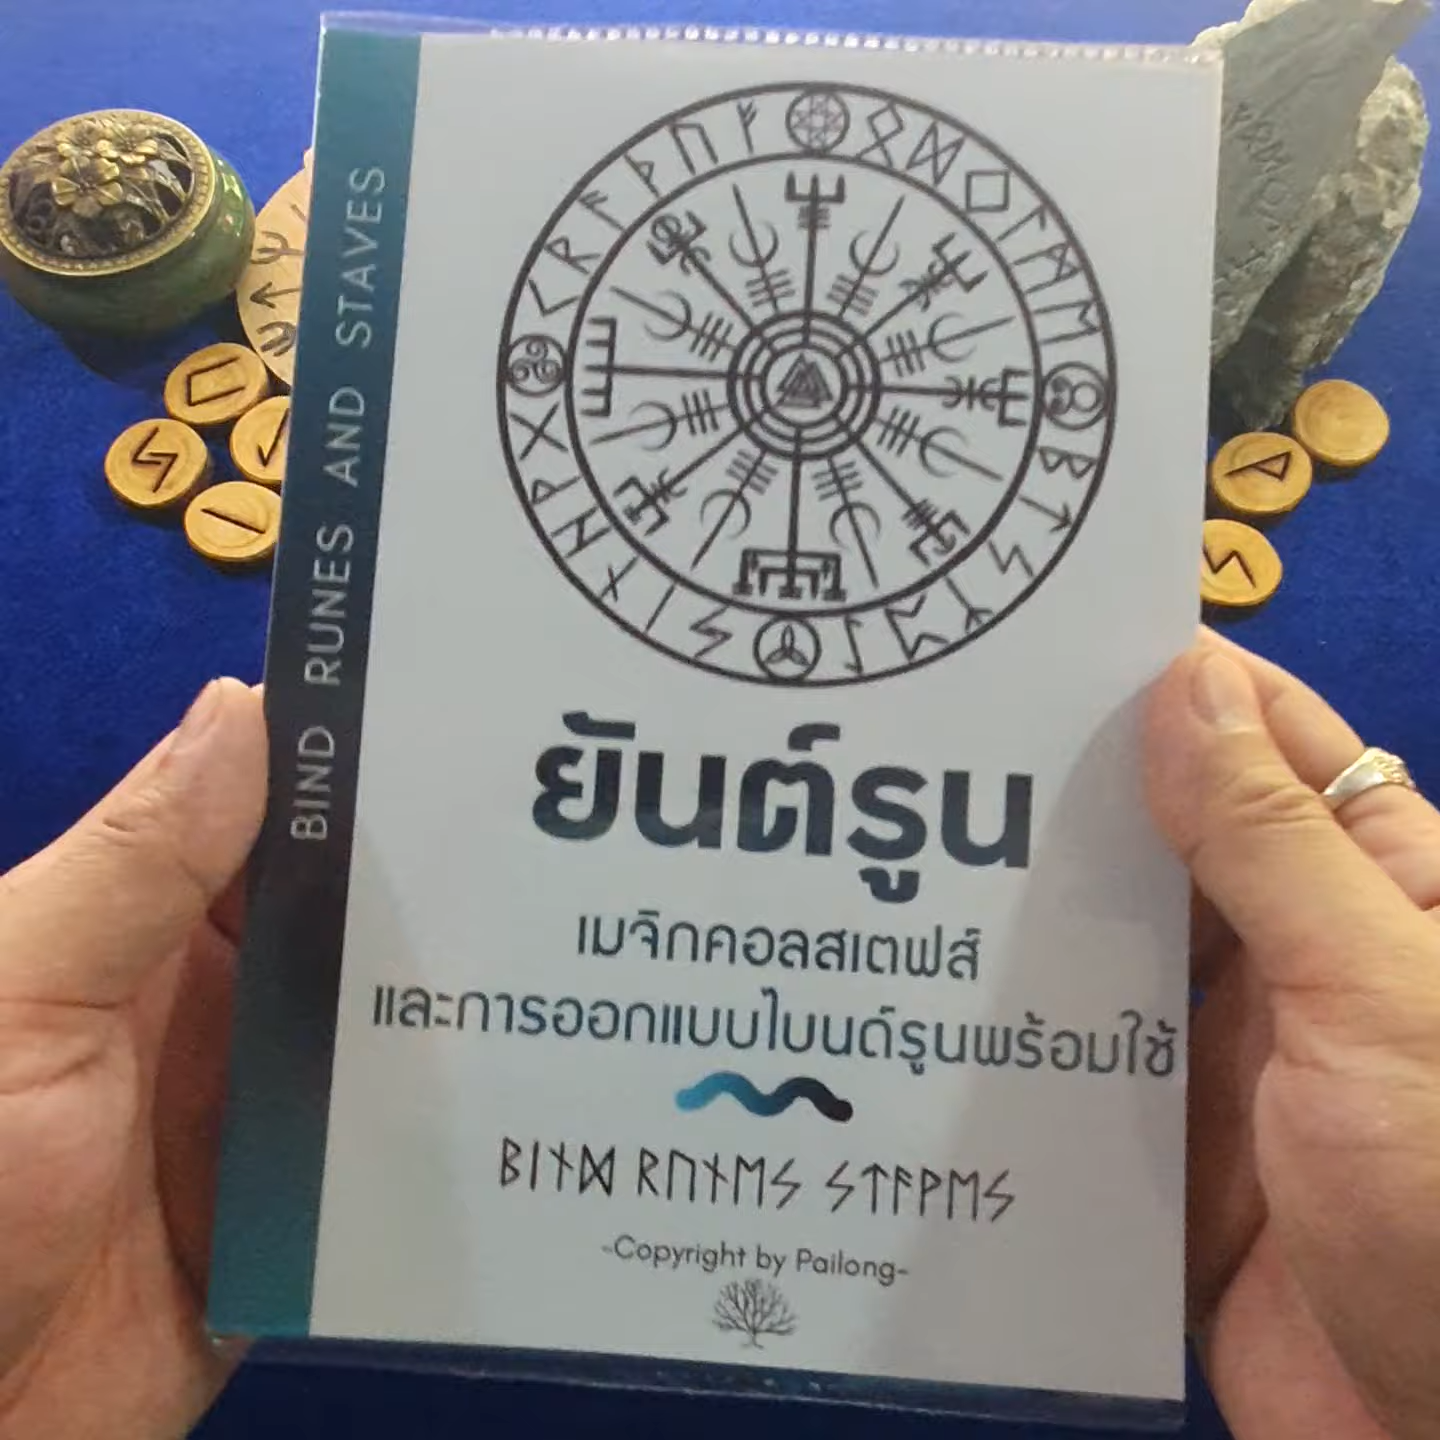 BIND RUNES AND STAVES
ยันต์รูน
เมจิกคอลสเตฟส์
และการออกแบบไบนด์รูนพร้อมใช้
ᛒᛁᚾᛞ ᚱᚢᚾᛖᛊ ᛊᛏᚨᚹᛖᛊ
-Copyright by Pailong-